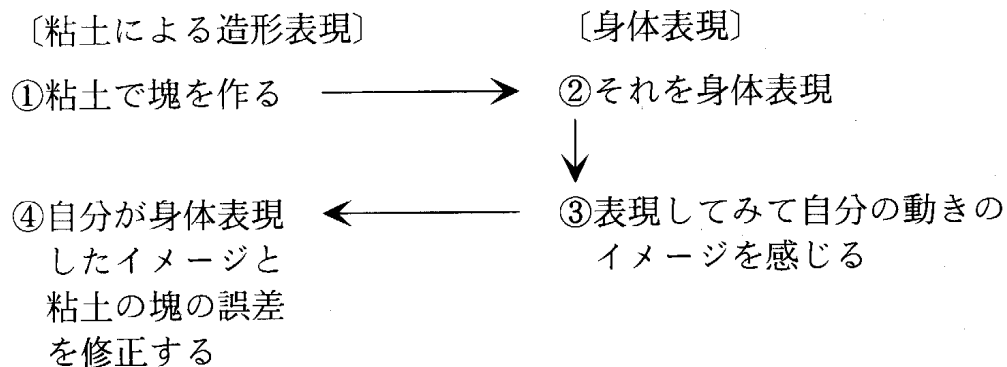 〔粘土による造形表現〕
〔身体表現〕
①粘土で塊を作る
②それを身体表現
③表現してみて自分の動きの
イメージを感じる
④自分が身体表現
したイメージと
粘土の塊の誤差
を修正する